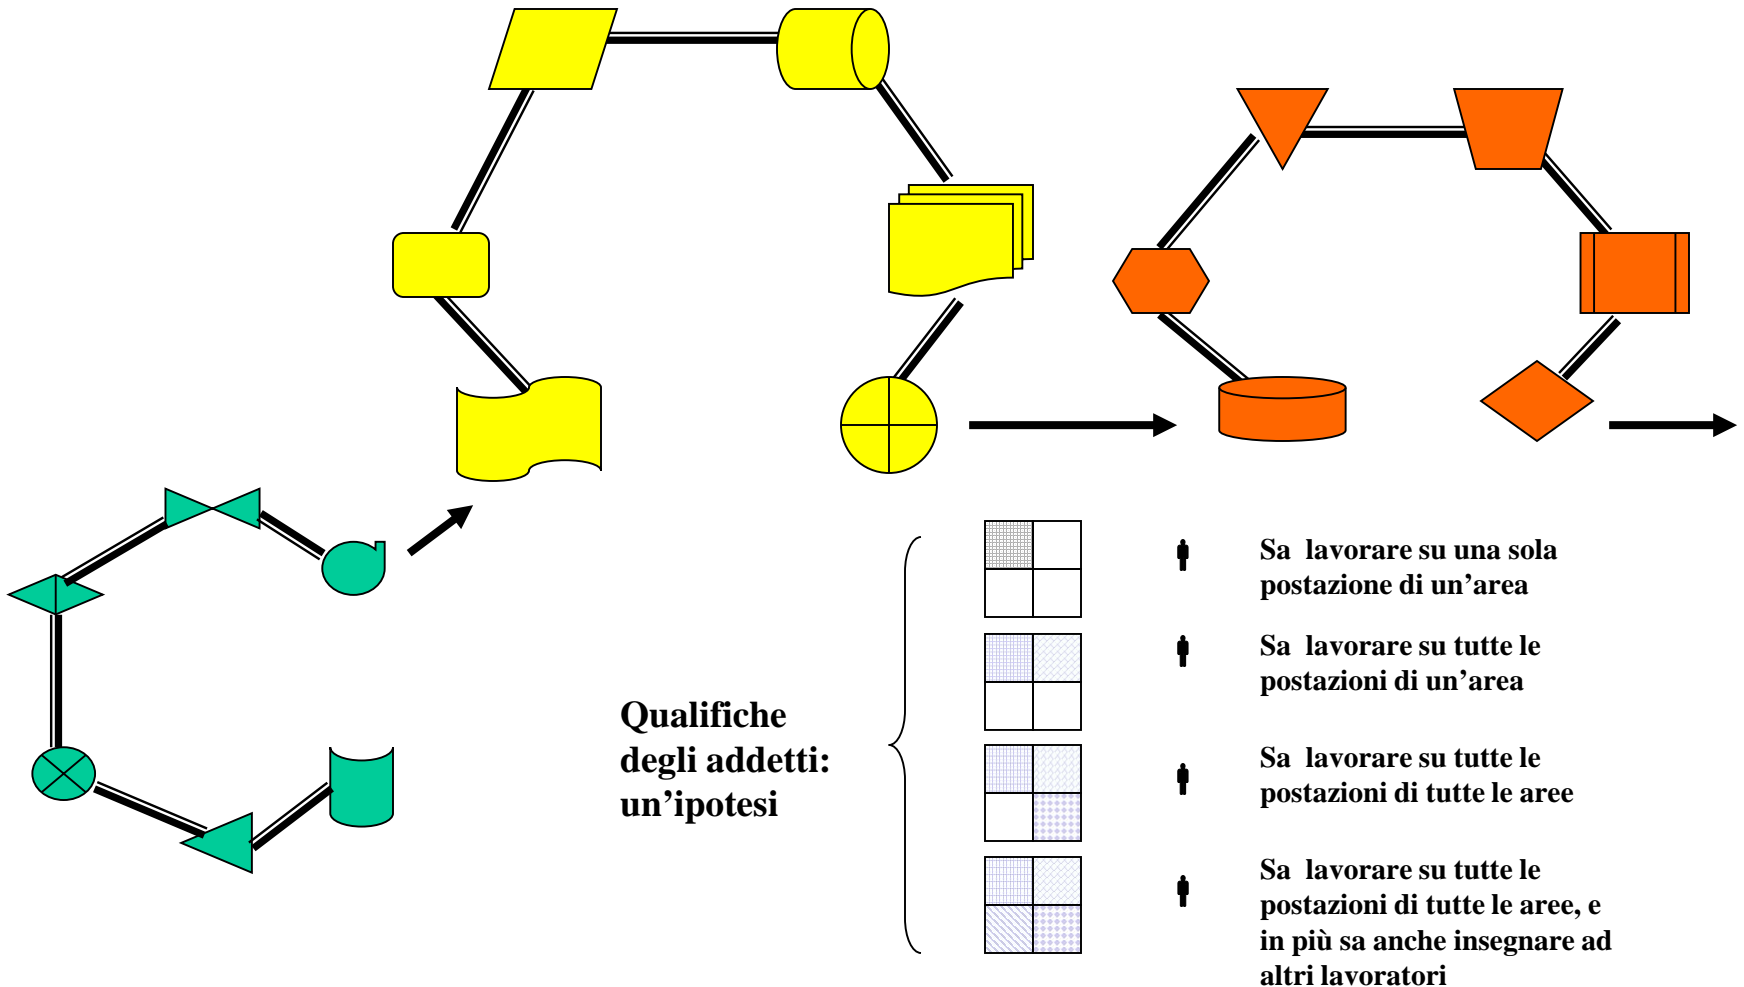 Qualifiche
degli addetti:
un’ipotesi
Sa lavorare su una sola
postazione di un’area
Sa lavorare su tutte le
postazioni di un’area
Sa lavorare su tutte le
postazioni di tutte le aree
Sa lavorare su tutte le
postazioni di tutte le aree, e
in più sa anche insegnare ad
altri lavoratori